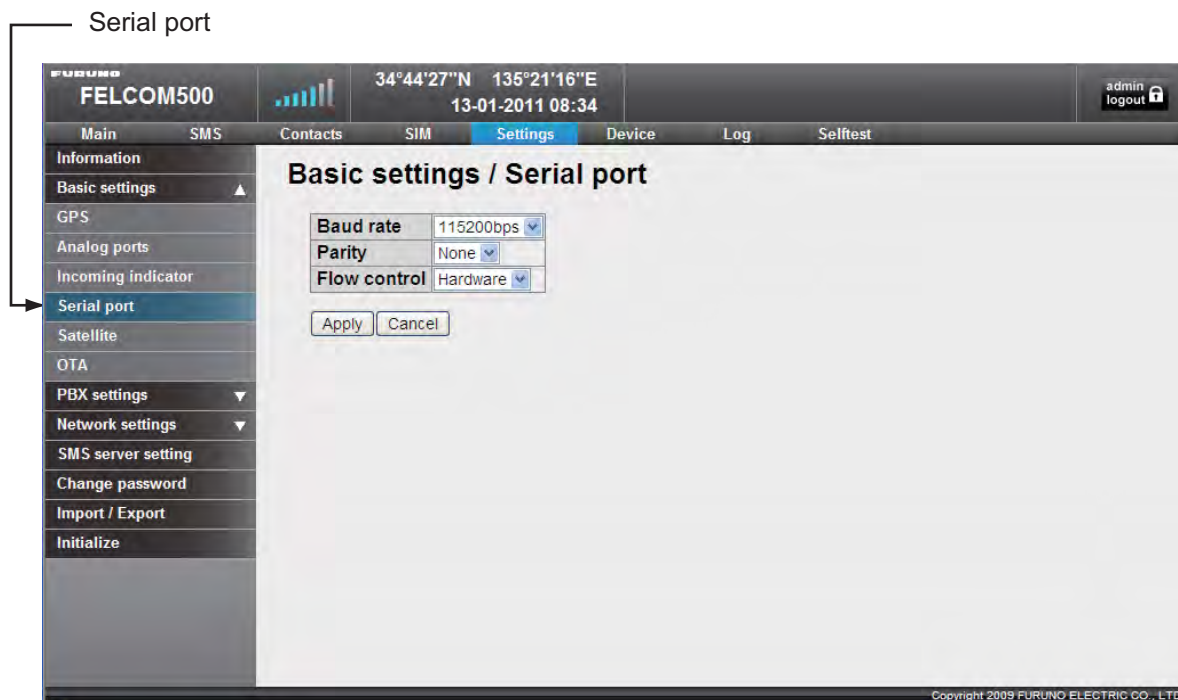 Serial port
FURUNO
FELCOM500
34°44'27"N 135°21'16"E
13-01-2011 08:34
admin
logout
Main SMS Contacts SIM Settings Device Log Selftest
Information
Basic settings
GPS
Analog ports
Incoming indicator
Serial port
Satellite
OTA
PBX settings
Network settings
SMS server setting
Change password
Import / Export
Initialize
Basic settings / Serial port
Baud rate 115200bps
Parity None
Flow control Hardware
Apply Cancel
Copyright 2009 FURUNO ELECTRIC CO., LTD